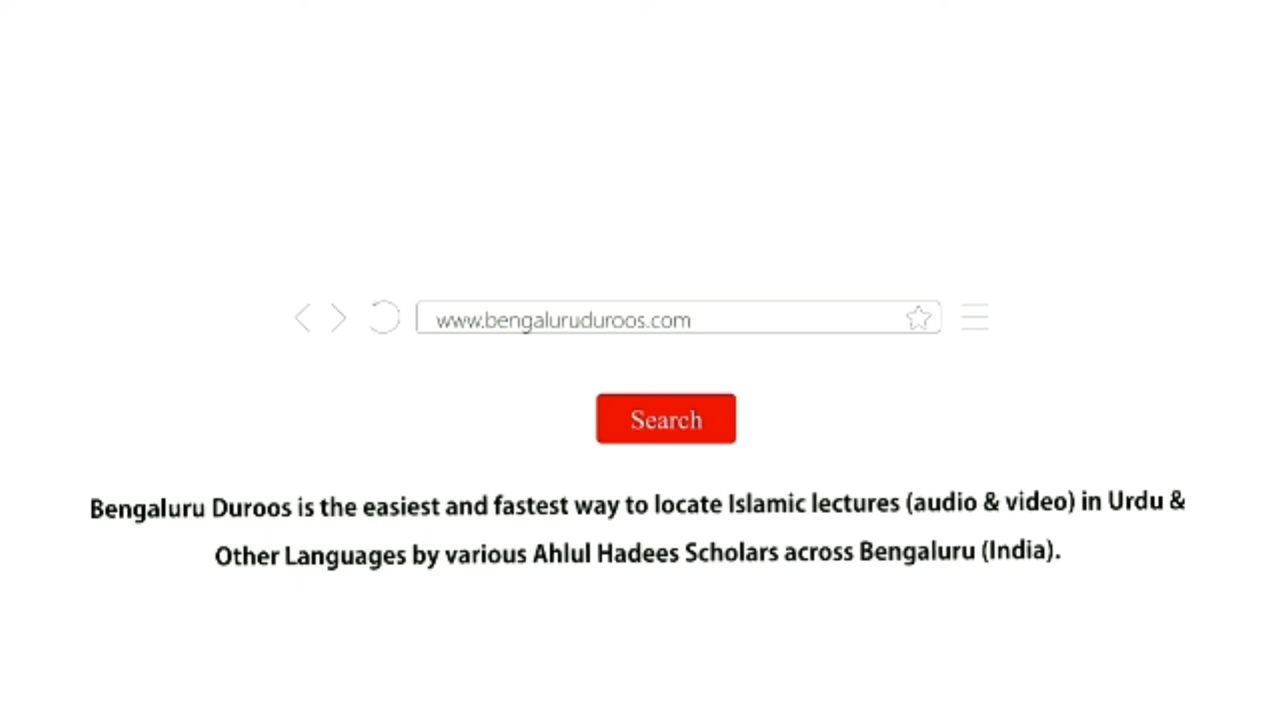 www.bengaluruduroos.com
Search
Bengaluru Duroos is the easiest and fastest way to locate Islamic lectures (audio & video) in Urdu &
Other Languages by various Ahlul Hadees Scholars across Bengaluru (India).